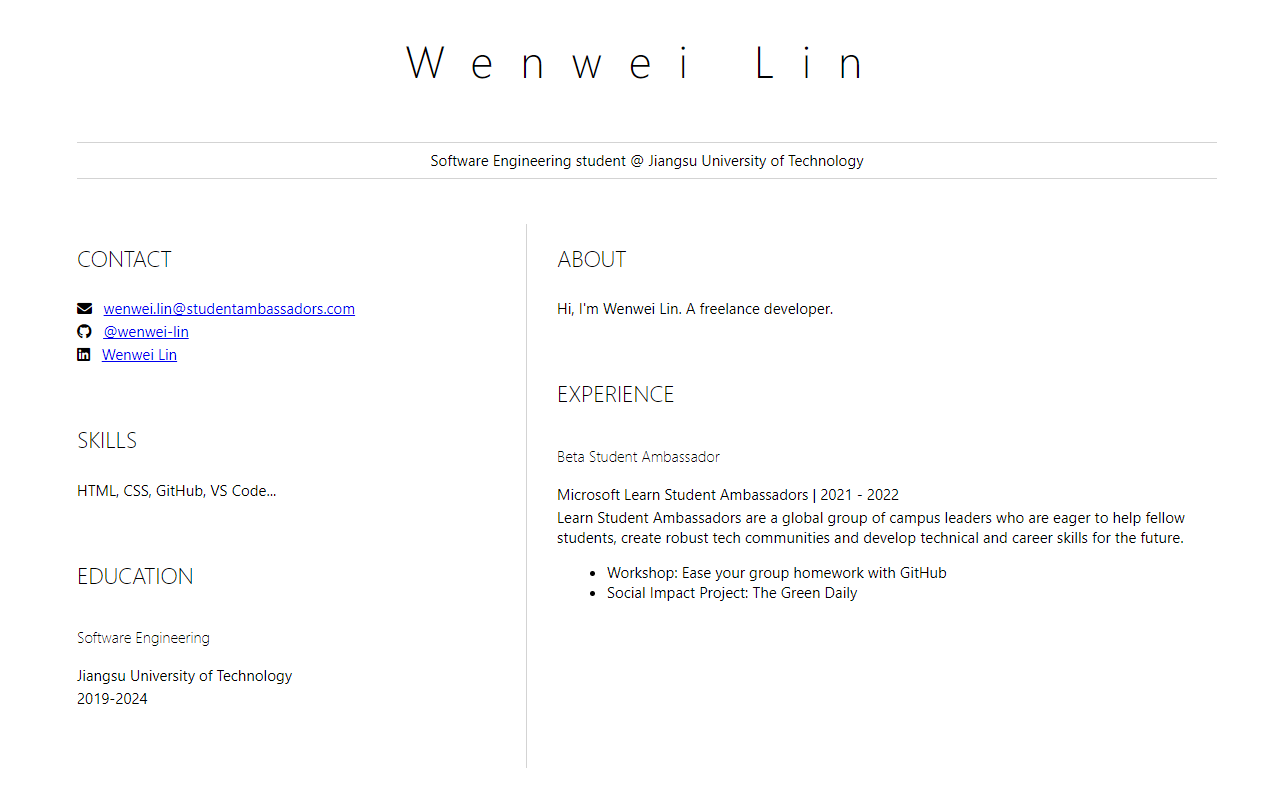 Wenwei Lin
Software Engineering student @ Jiangsu University of Technology
CONTACT
wenwei.lin@studentambassadors.com
@wenwei-lin
Wenwei Lin
SKILLS
HTML, CSS, GitHub, VS Code...
EDUCATION
Software Engineering
Jiangsu University of Technology
2019-2024
ABOUT
Hi, I'm Wenwei Lin. A freelance developer.
EXPERIENCE
Beta Student Ambassador
Microsoft Learn Student Ambassadors | 2021 - 2022
Learn Student Ambassadors are a global group of campus leaders who are eager to help fellow
students, create robust tech communities and develop technical and career skills for the future.
• Workshop: Ease your group homework with GitHub
• Social Impact Project: The Green Daily